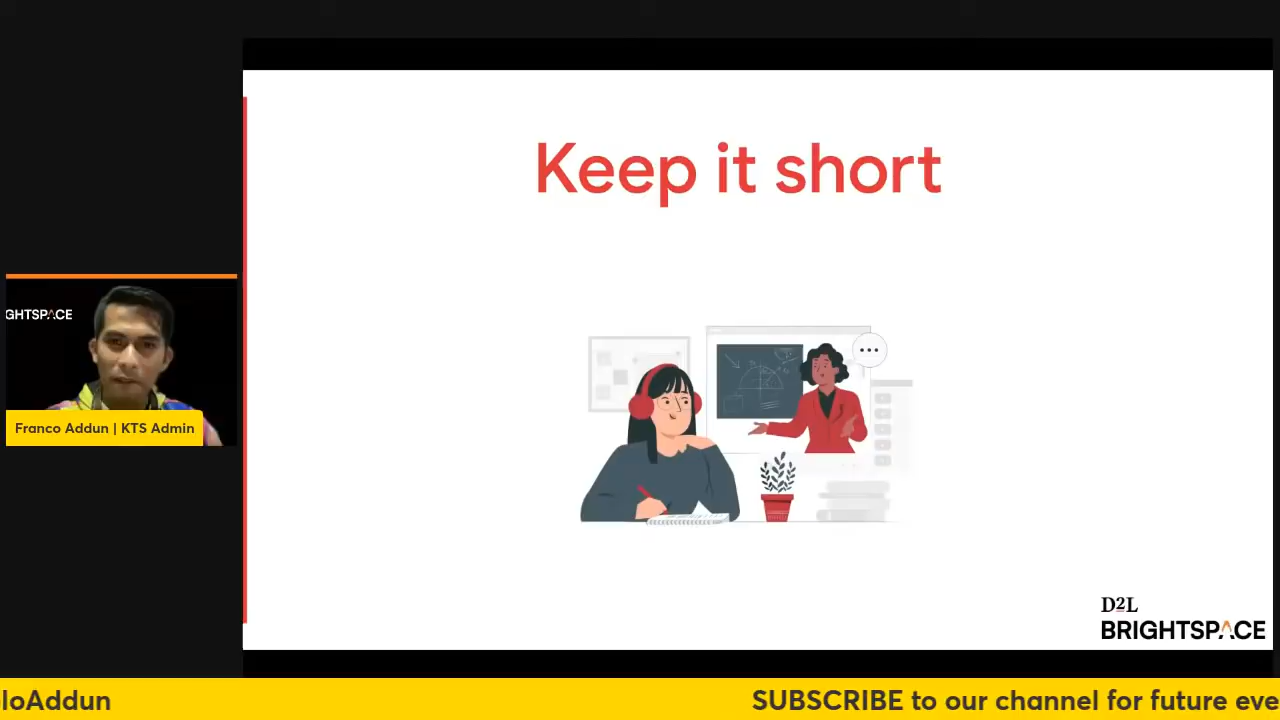 Keep it short
GHTSPACE
Franco Addun | KTS Admin
D2L
BRIGHTSPACE
loAddun
SUBSCRIBE to our channel for future eve